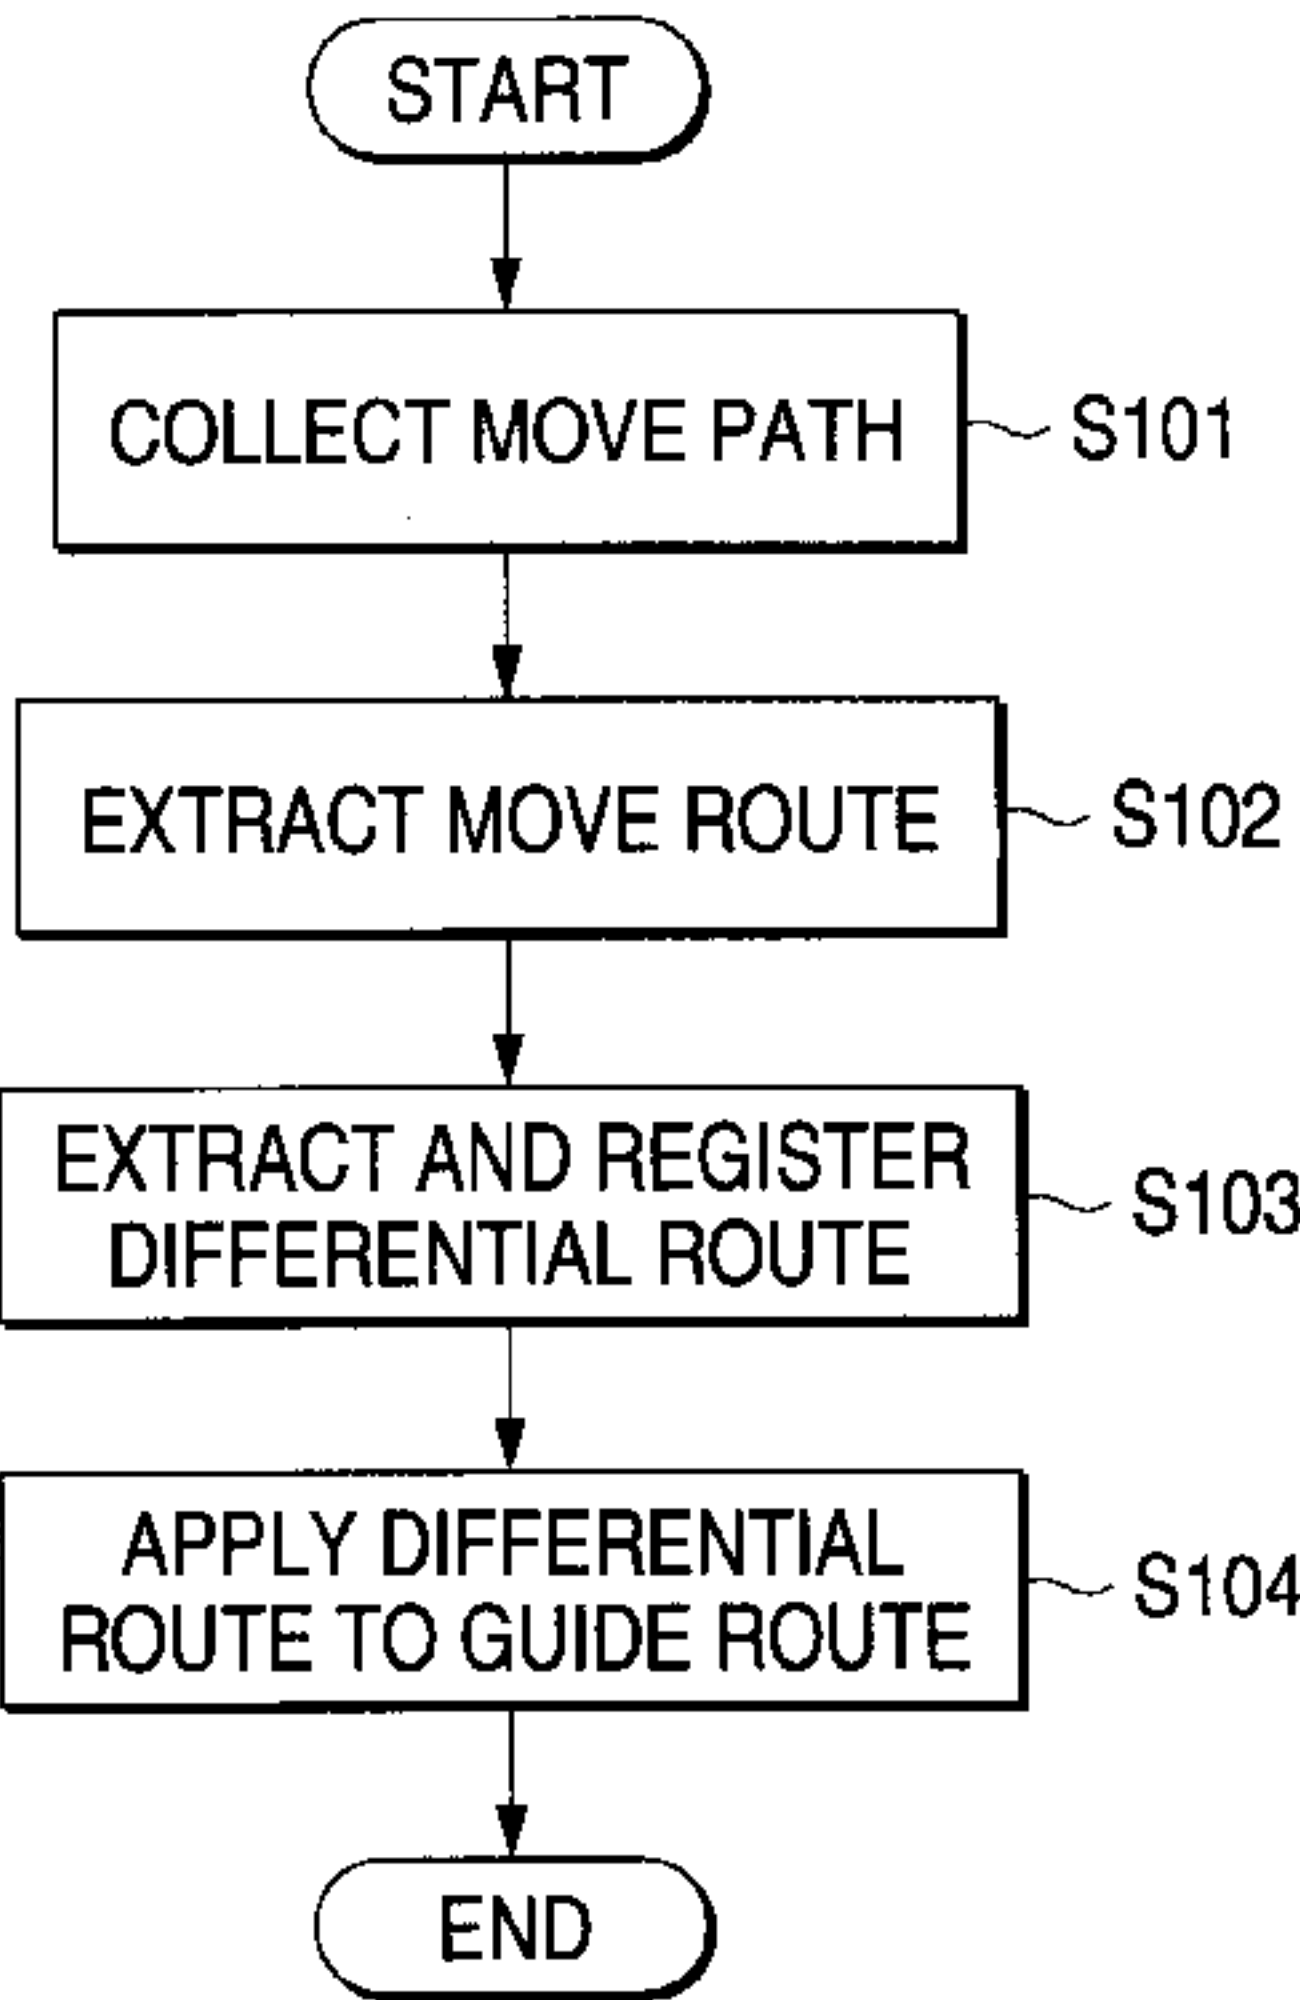 START
COLLECT MOVE PATH
S101
EXTRACT MOVE ROUTE
S102
EXTRACT AND REGISTER
DIFFERENTIAL ROUTE
S103
APPLY DIFFERENTIAL
ROUTE TO GUIDE ROUTE
S104
END